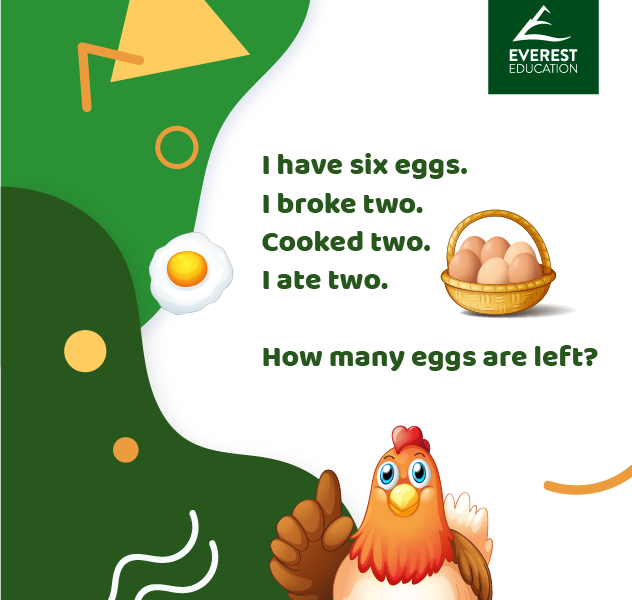 EVEREST
EDUCATION
I have six eggs.
I broke two.
Cooked two.
I ate two.
How many eggs are left?